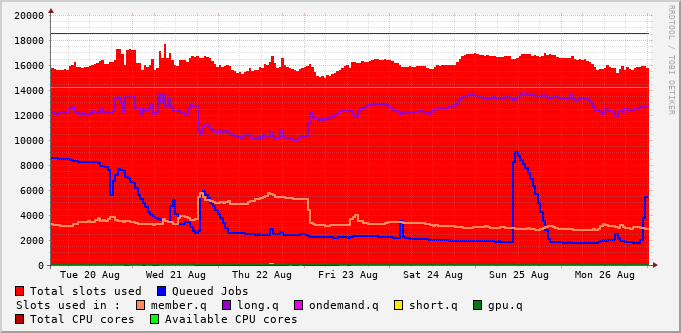 20000
18000
16000
14000
12000
10000
8000
6000
4000
2000
0
Tue 20 Aug Wed 21 Aug Thu 22 Aug Fri 23 Aug Sat 24 Aug Sun 25 Aug Mon 26 Aug
Total slots used Queued Jobs
Slots used in : member.q long.q ondemand.q short.q gpu.q
Total CPU cores Available CPU cores
RRDTOOL / TOBI OETIKER